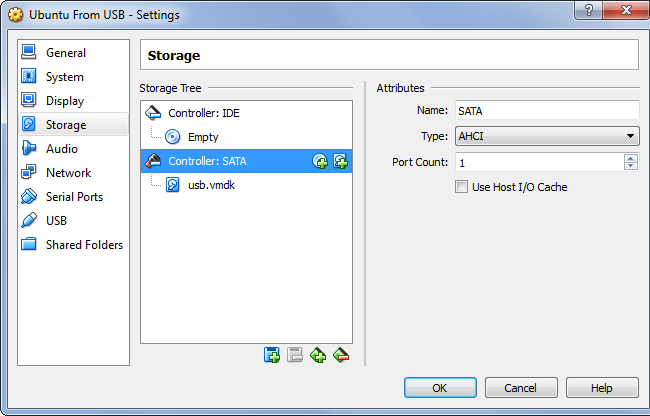 Ubuntu From USB - Settings
General
System
Display
Storage
Audio
Network
Serial Ports
USB
Shared Folders
Storage
Storage Tree
Controller: IDE
Empty
Controller: SATA
usb.vmdk
Attributes
Name: SATA
Type: AHCI
Port Count: 1
Use Host I/O Cache
OK Cancel Help